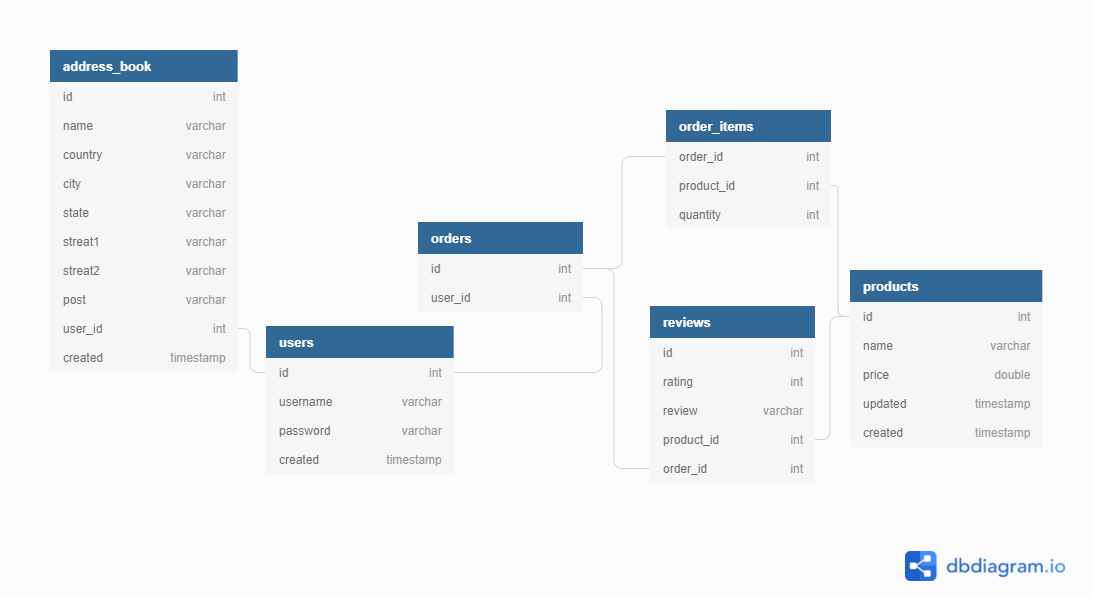 address_book
id int
name varchar
country varchar
city varchar
state varchar
streat1 varchar
streat2 varchar
post varchar
user_id int
created timestamp
users
id int
username varchar
password varchar
created timestamp
orders
id int
user_id int
order_items
order_id int
product_id int
quantity int
reviews
id int
rating int
review varchar
product_id int
order_id int
products
id int
name varchar
price double
updated timestamp
created timestamp
dbdiagram.io